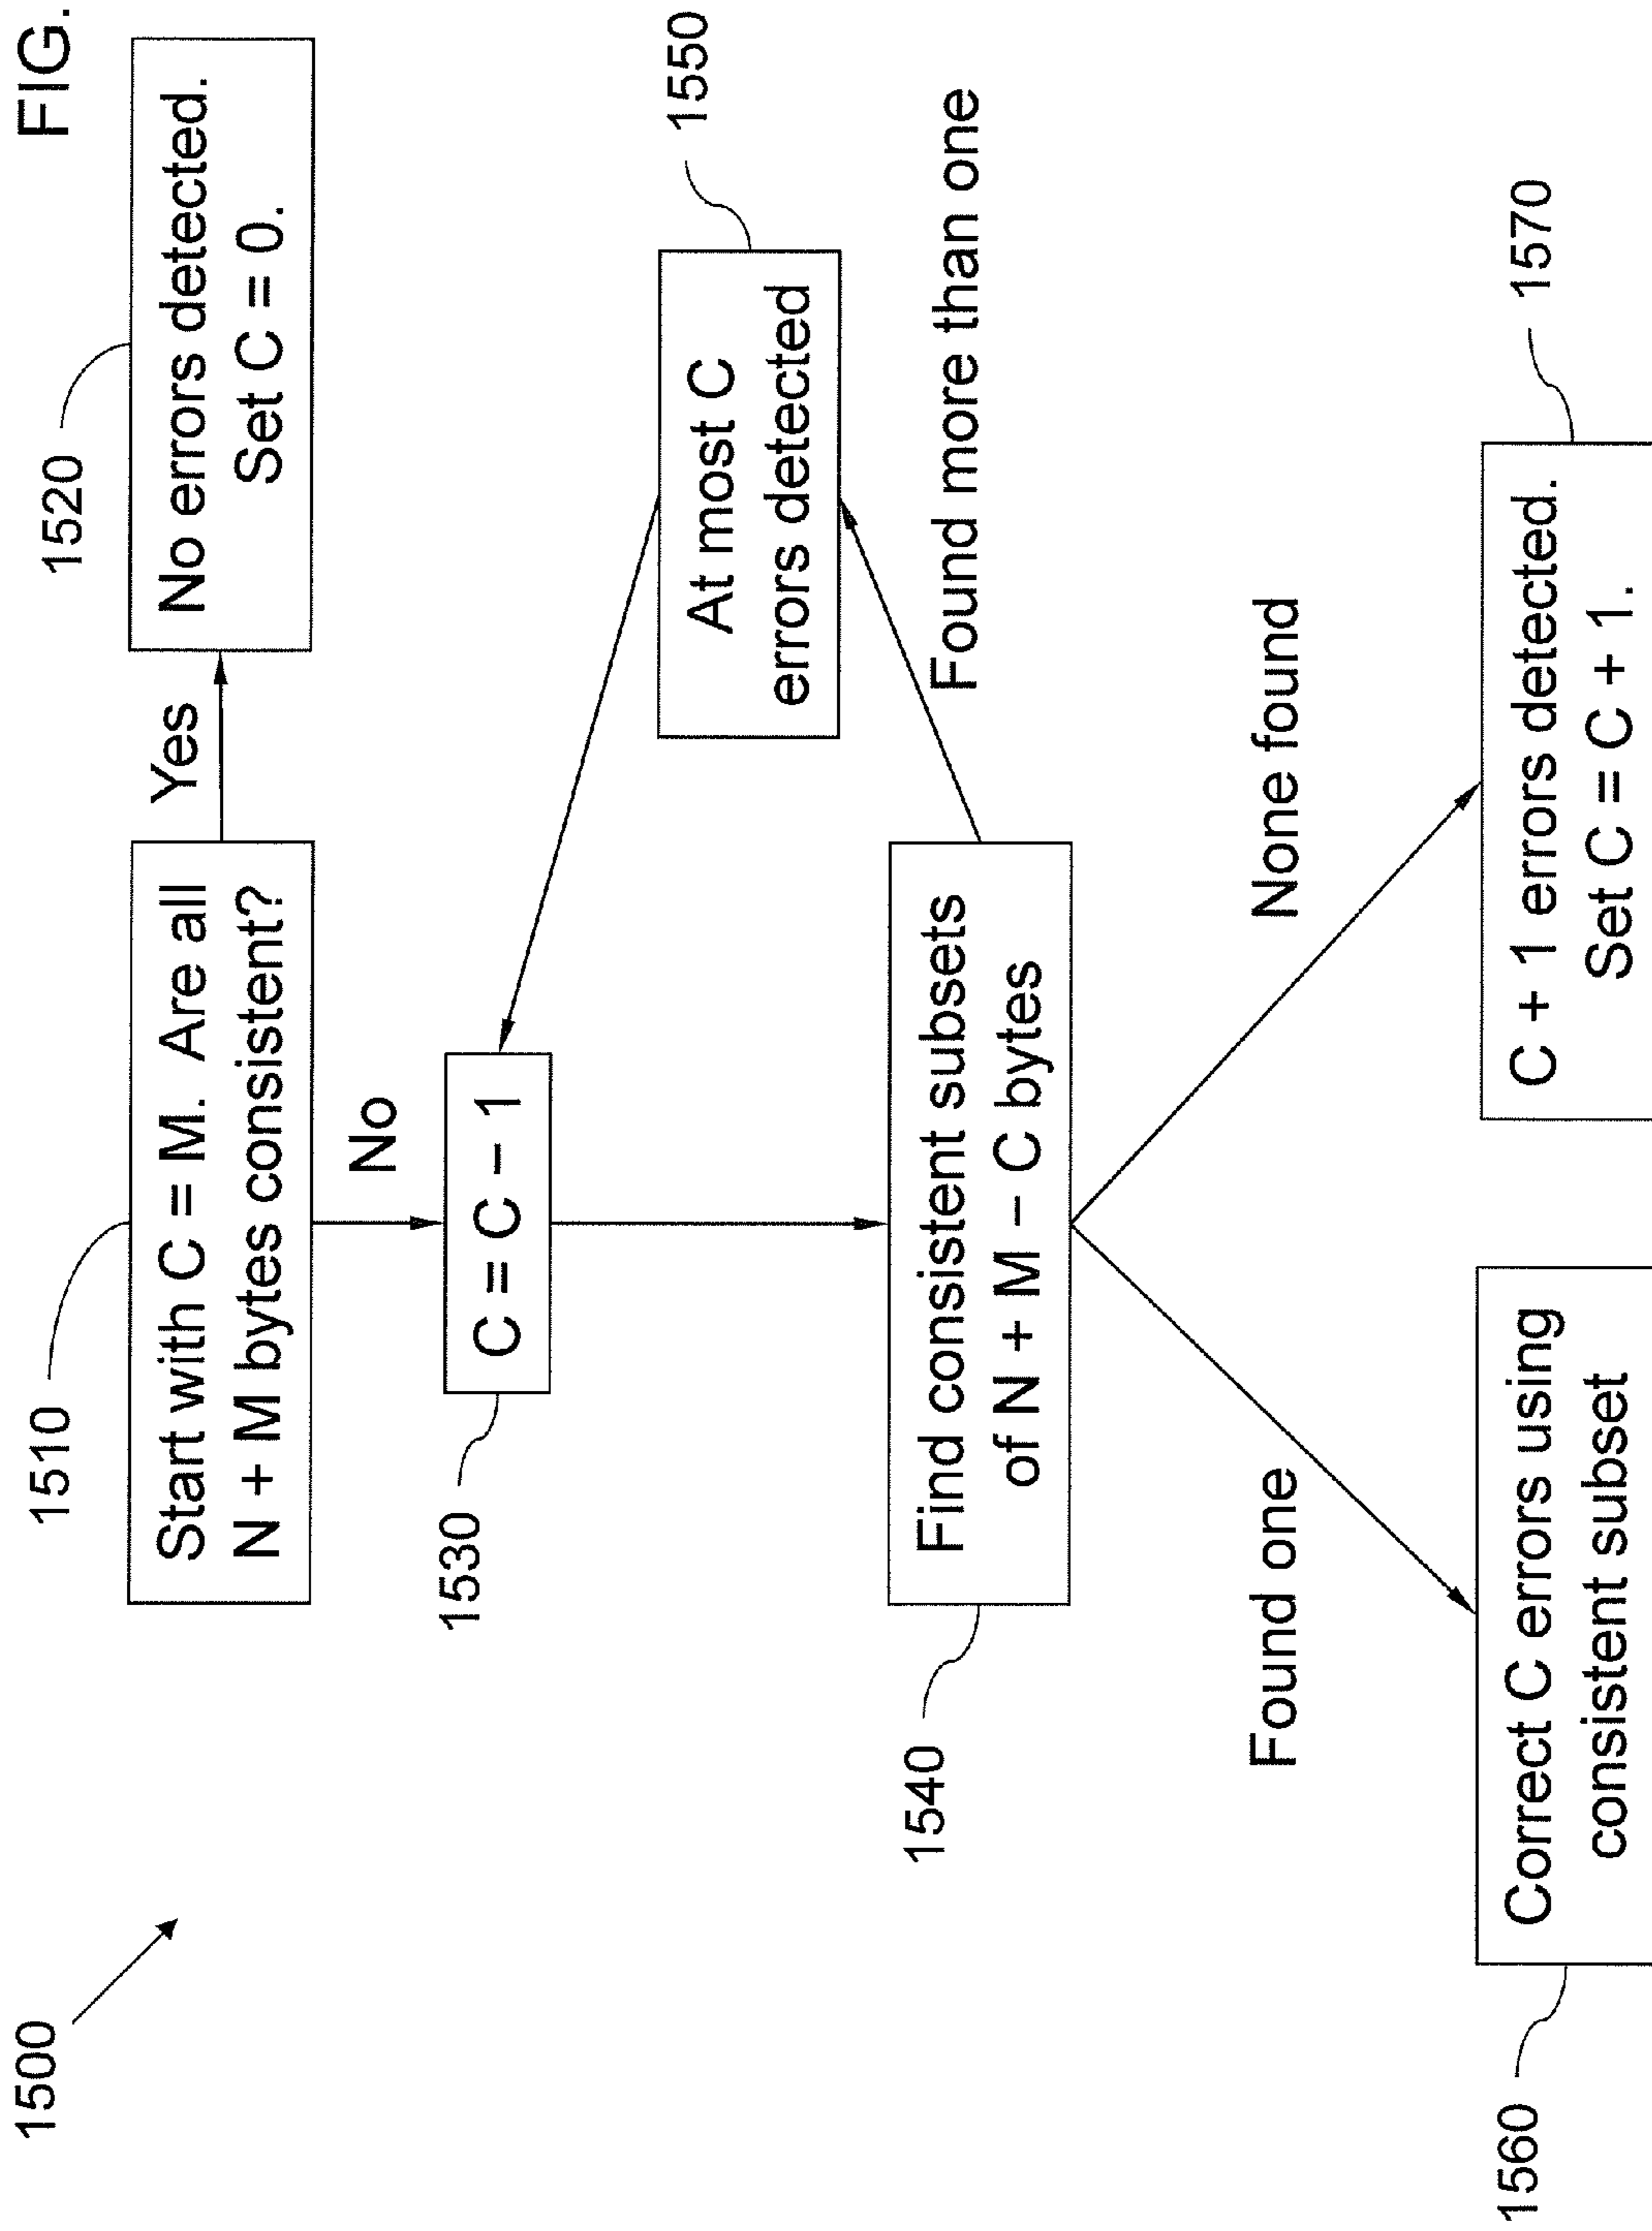 FIG.
1500
1510
Start with C = M. Are all
N + M bytes consistent?
Yes
1520
No errors detected.
Set C = 0.
No
1530
C = C – 1
1550
At most C
errors detected
1540
Find consistent subsets
of N + M – C bytes
Found more than one
Found one
None found
1560
Correct C errors using
consistent subset
1570
C + 1 errors detected.
Set C = C + 1.